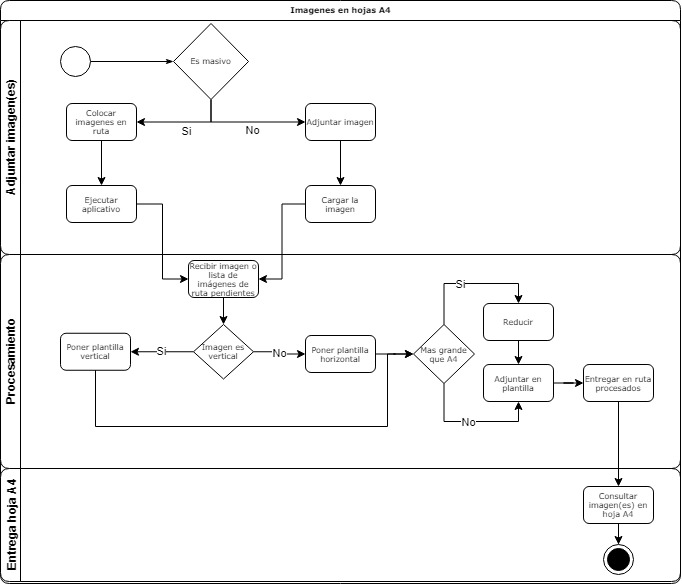 Imagenes en hojas A4
Adjuntar imagen(es)
Es masivo
Colocar
imagenes en
ruta
Si
No
Adjuntar imagen
Ejecutar
aplicativo
Cargar la
imagen
Procesamiento
Recibir imagen o
lista de
imágenes de
ruta pendientes
Poner plantilla
vertical
Si
Imagen es
vertical
No
Poner plantilla
horizontal
Mas grande
que A4
Si
Reducir
No
Adjuntar en
plantilla
Entregar en ruta
procesados
Entrega hoja A4
Consultar
imagen(es) en
hoja A4